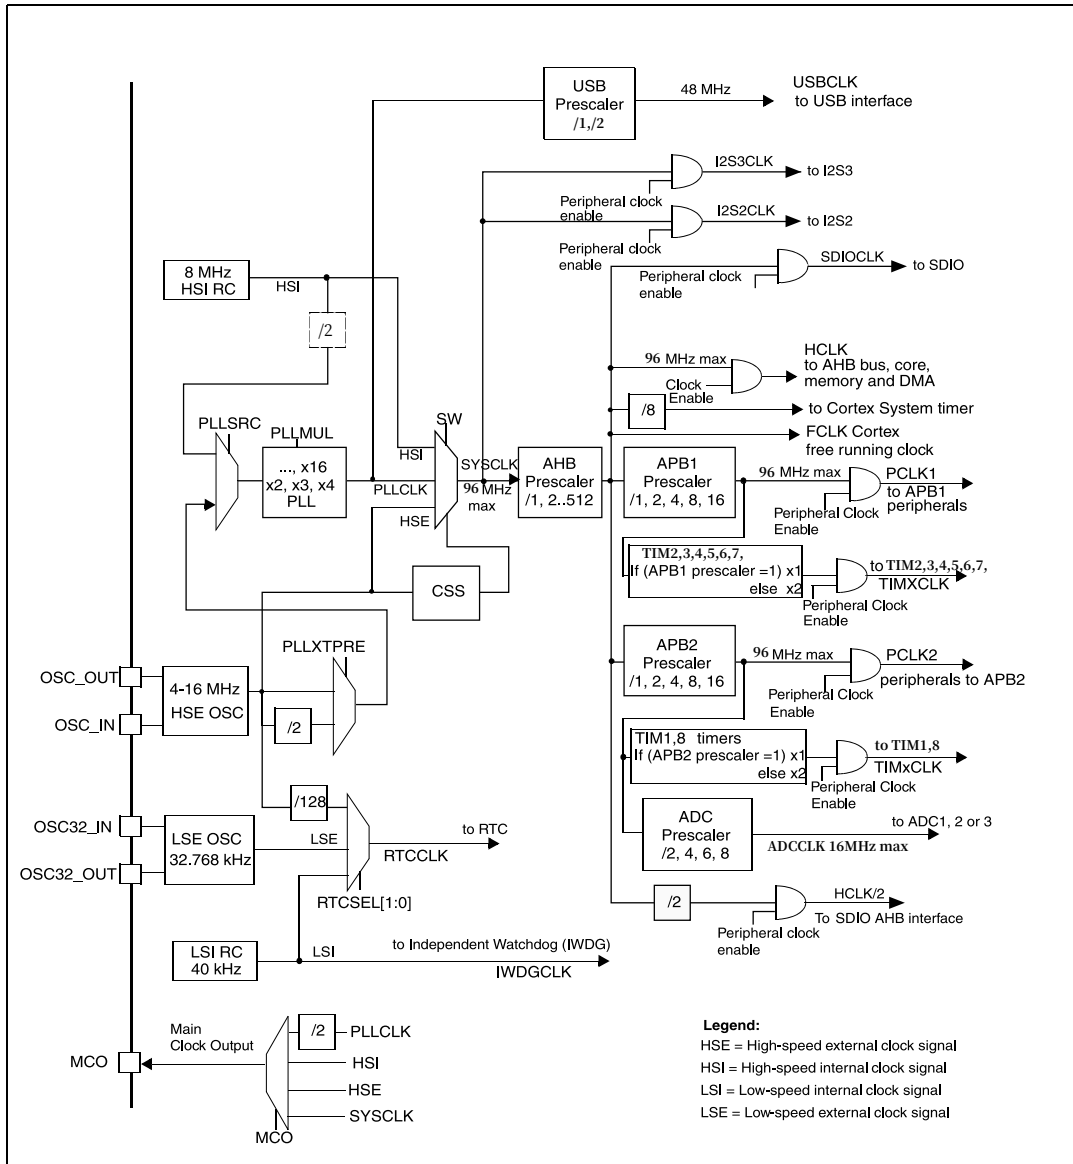 USB
Prescaler
/1,/2
48 MHz
USBCLK
to USB interface
I2S3CLK
to I2S3
Peripheral clock
enable
I2S2CLK
to I2S2
Peripheral clock
enable
SDIOCLK
to SDIO
Peripheral clock
enable
8 MHz
HSI RC
HSI
/2
96 MHz max
HCLK
to AHB bus, core,
memory and DMA
Clock
Enable
/8
to Cortex System timer
FCLK Cortex
free running clock
PLLSRC
PLLMUL
..., x16
x2, x3, x4
PLL
SW
HSI
PLLCLK
HSE
SYSCLK
96 MHz
max
AHB
Prescaler
/1, 2..512
APB1
Prescaler
/1, 2, 4, 8, 16
96 MHz max
PCLK1
to APB1
peripherals
Peripheral Clock
Enable
TIM2,3,4,5,6,7,
If (APB1 prescaler =1) x1
else x2
to TIM2,3,4,5,6,7,
TIMXCLK
Peripheral Clock
Enable
CSS
PLLXTPRE
OSC_OUT
OSC_IN
4-16 MHz
HSE OSC
/2
APB2
Prescaler
/1, 2, 4, 8, 16
96 MHz max
PCLK2
peripherals to APB2
Peripheral Clock
Enable
TIM1,8 timers
If (APB2 prescaler =1) x1
else x2
to TIM1,8
TIMxCLK
Peripheral Clock
Enable
/128
OSC32_IN
OSC32_OUT
LSE OSC
32.768 kHz
LSE
to RTC
RTCCLK
RTCSEL[1:0]
ADC
Prescaler
/2, 4, 6, 8
to ADC1, 2 or 3
ADCCLK 16MHz max
/2
HCLK/2
To SDIO AHB interface
Peripheral clock
enable
LSI RC
40 kHz
LSI
to Independent Watchdog (IWDG)
IWDGCLK
MCO
Main
Clock Output
/2
PLLCLK
HSI
HSE
SYSCLK
MCO
Legend:
HSE = High-speed external clock signal
HSI = High-speed internal clock signal
LSI = Low-speed internal clock signal
LSE = Low-speed external clock signal